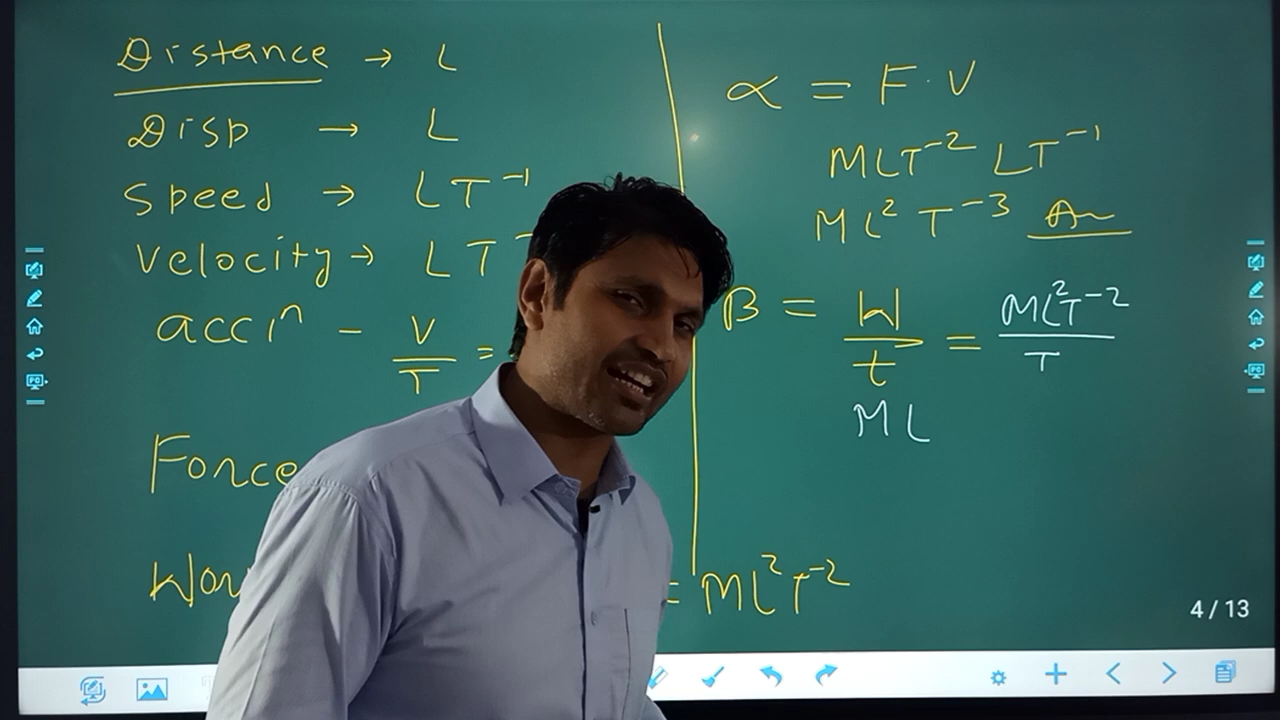 Distance → L
Disp → L
Speed → LT⁻¹
Velocity → LT⁻
accⁿ - V/T =
Force
Wor = ML²T⁻²
α = F·V
MLT⁻² LT⁻¹
ML²T⁻³ An
B = W/t = ML²T⁻²/T
ML
4 / 13